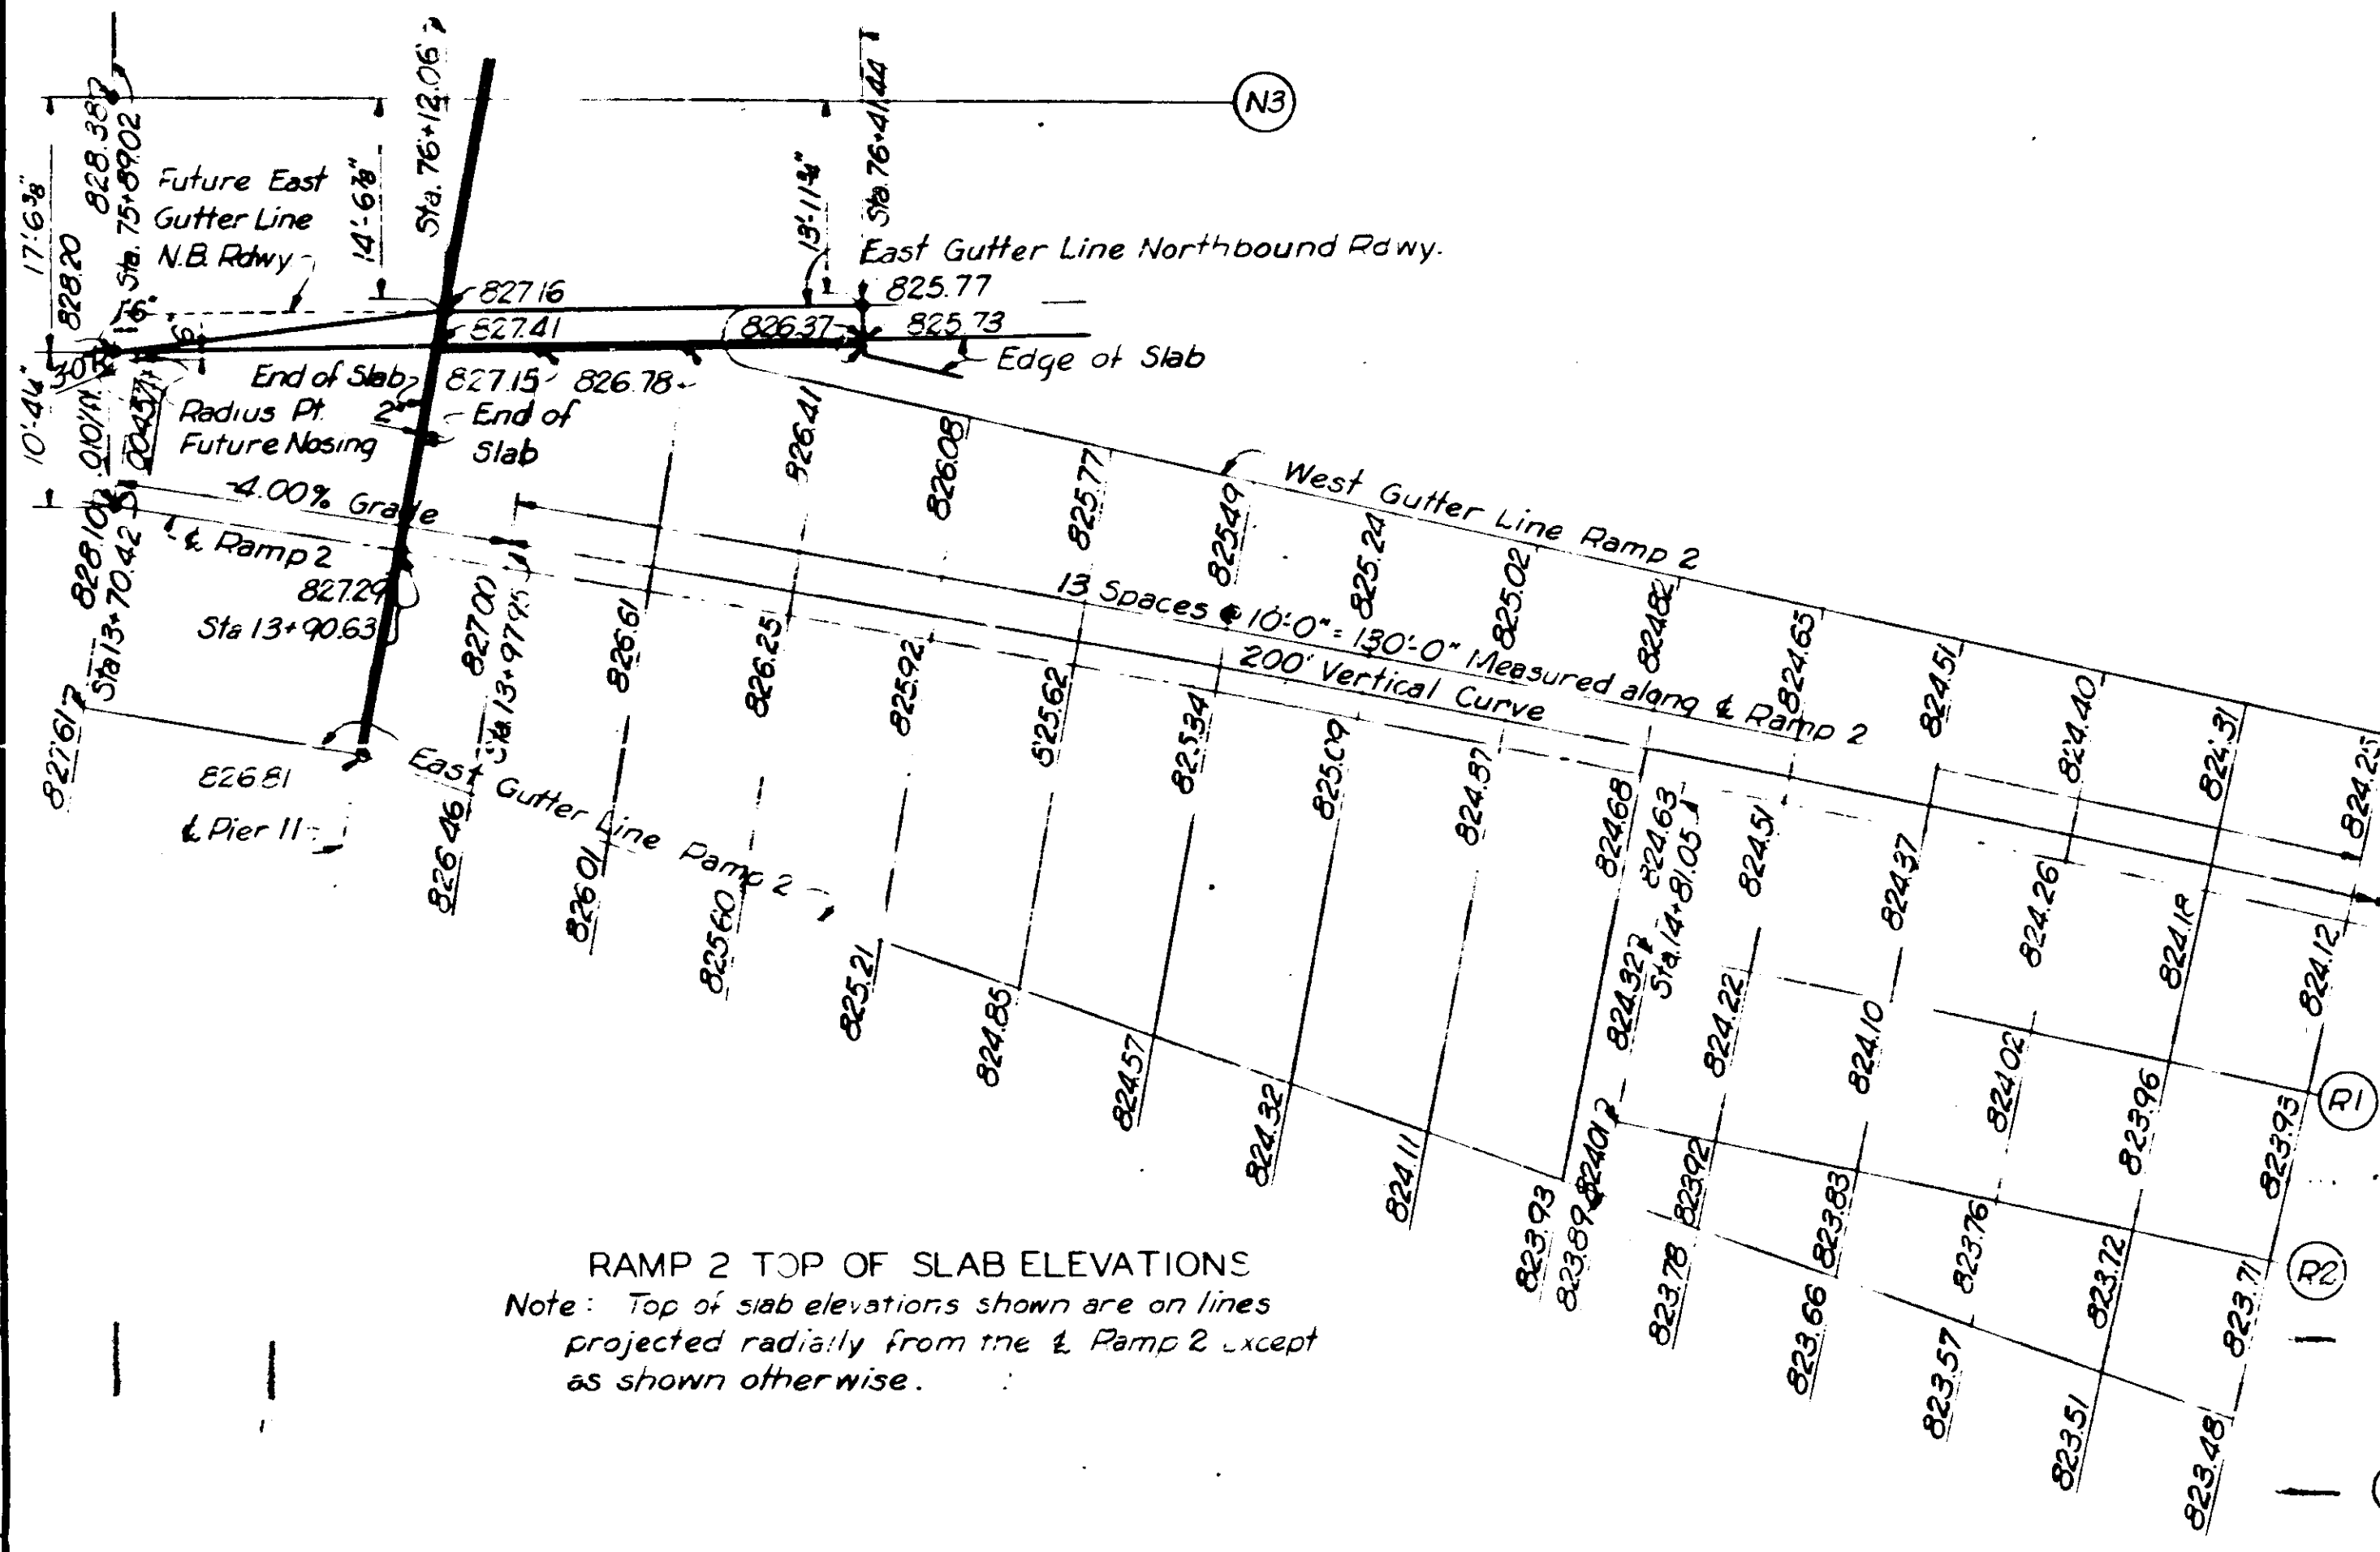 N3
17'-6⅜"
828.38
Sta. 75+89.02
828.20
Future East
Gutter Line
N.B. Rdwy
14'-6⅞"
Sta. 76+12.06
13'-11¾"
Sta. 76+41.44
East Gutter Line Northbound Rdwy.
827.16
825.77
827.41
826.37
825.73
Edge of Slab
6"
30'
End of Slab
827.15
826.78
Radius Pt.
2"
End of
Slab
Future Nosing
10'-4¼"
-4.00% Grade
℄ Ramp 2
828.10
Sta 13+70.42
827.29
Sta 13+90.63
827.00
Sta. 13+97.95
827.61
826.81
℄ Pier 11
East Gutter Line Ramp 2
West Gutter Line Ramp 2
826.41
826.08
825.77
825.49
825.24
825.02
824.82
824.65
824.51
824.40
824.31
824.25
13 Spaces @ 10'-0" = 130'-0" Measured along ℄ Ramp 2
200' Vertical Curve
826.61
826.25
825.92
825.62
825.34
825.09
824.87
824.68
824.63
Sta. 14+81.05
824.51
824.37
824.26
824.18
824.12
824.32
824.22
824.10
824.02
823.96
823.93
R1
824.01
823.92
823.83
823.76
823.72
823.71
R2
826.46
826.01
825.60
825.21
824.85
824.57
824.32
824.11
823.93
823.89
823.78
823.66
823.57
823.51
823.48
RAMP 2 TOP OF SLAB ELEVATIONS
Note: Top of slab elevations shown are on lines
projected radially from the ℄ Ramp 2 except
as shown otherwise.